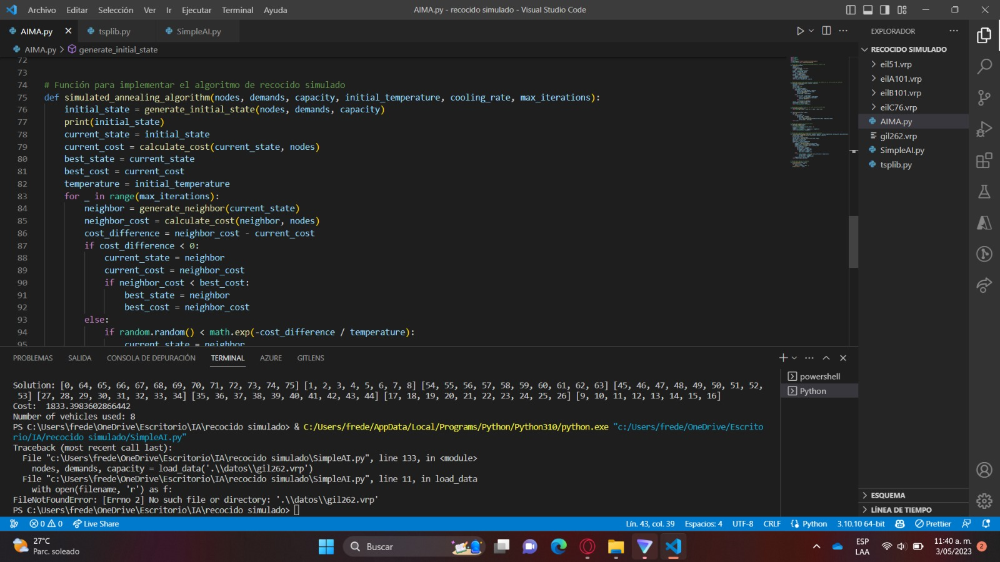 Archivo Editar Selección Ver Ir Ejecutar Terminal Ayuda
AIMA.py - recocido simulado - Visual Studio Code
AIMA.py tsplib.py SimpleAI.py
AIMA.py > generate_initial_state
72
73
74 # Función para implementar el algoritmo de recocido simulado
75 def simulated_annealing_algorithm(nodes, demands, capacity, initial_temperature, cooling_rate, max_iterations):
76 initial_state = generate_initial_state(nodes, demands, capacity)
77 print(initial_state)
78 current_state = initial_state
79 current_cost = calculate_cost(current_state, nodes)
80 best_state = current_state
81 best_cost = current_cost
82 temperature = initial_temperature
83 for _ in range(max_iterations):
84 neighbor = generate_neighbor(current_state)
85 neighbor_cost = calculate_cost(neighbor, nodes)
86 cost_difference = neighbor_cost - current_cost
87 if cost_difference < 0:
88 current_state = neighbor
89 current_cost = neighbor_cost
90 if neighbor_cost < best_cost:
91 best_state = neighbor
92 best_cost = neighbor_cost
93 else:
94 if random.random() < math.exp(-cost_difference / temperature):
95 current_state = neighbor
EXPLORADOR
RECOCIDO SIMULADO
eil51.vrp
eilA101.vrp
eilB101.vrp
eilC76.vrp
AIMA.py
gil262.vrp
SimpleAI.py
tsplib.py
ESQUEMA
LÍNEA DE TIEMPO
PROBLEMAS SALIDA CONSOLA DE DEPURACIÓN TERMINAL AZURE GITLENS
powershell
Python
Solution: [0, 64, 65, 66, 67, 68, 69, 70, 71, 72, 73, 74, 75] [1, 2, 3, 4, 5, 6, 7, 8] [54, 55, 56, 57, 58, 59, 60, 61, 62, 63] [45, 46, 47, 48, 49, 50, 51, 52,
53] [27, 28, 29, 30, 31, 32, 33, 34] [35, 36, 37, 38, 39, 40, 41, 42, 43, 44] [17, 18, 19, 20, 21, 22, 23, 24, 25, 26] [9, 10, 11, 12, 13, 14, 15, 16]
Cost: 1833.3983602866442
Number of vehicles used: 8
PS C:\Users\frede\OneDrive\Escritorio\IA\recocido simulado> & C:/Users/frede/AppData/Local/Programs/Python/Python310/python.exe "c:/Users/frede/OneDrive/Escrito
rio/IA/recocido simulado/SimpleAI.py"
Traceback (most recent call last):
File "c:\Users\frede\OneDrive\Escritorio\IA\recocido simulado\SimpleAI.py", line 133, in <module>
nodes, demands, capacity = load_data('.\\datos\\gil262.vrp')
File "c:\Users\frede\OneDrive\Escritorio\IA\recocido simulado\SimpleAI.py", line 11, in load_data
with open(filename, 'r') as f:
FileNotFoundError: [Errno 2] No such file or directory: '.\\datos\\gil262.vrp'
PS C:\Users\frede\OneDrive\Escritorio\IA\recocido simulado>
0 0 Live Share
Lín. 43, col. 39 Espacios: 4 UTF-8 CRLF Python 3.10.10 64-bit Prettier
27°C
Parc. soleado
Buscar
ESP
LAA
11:40 a. m.
3/05/2023
2